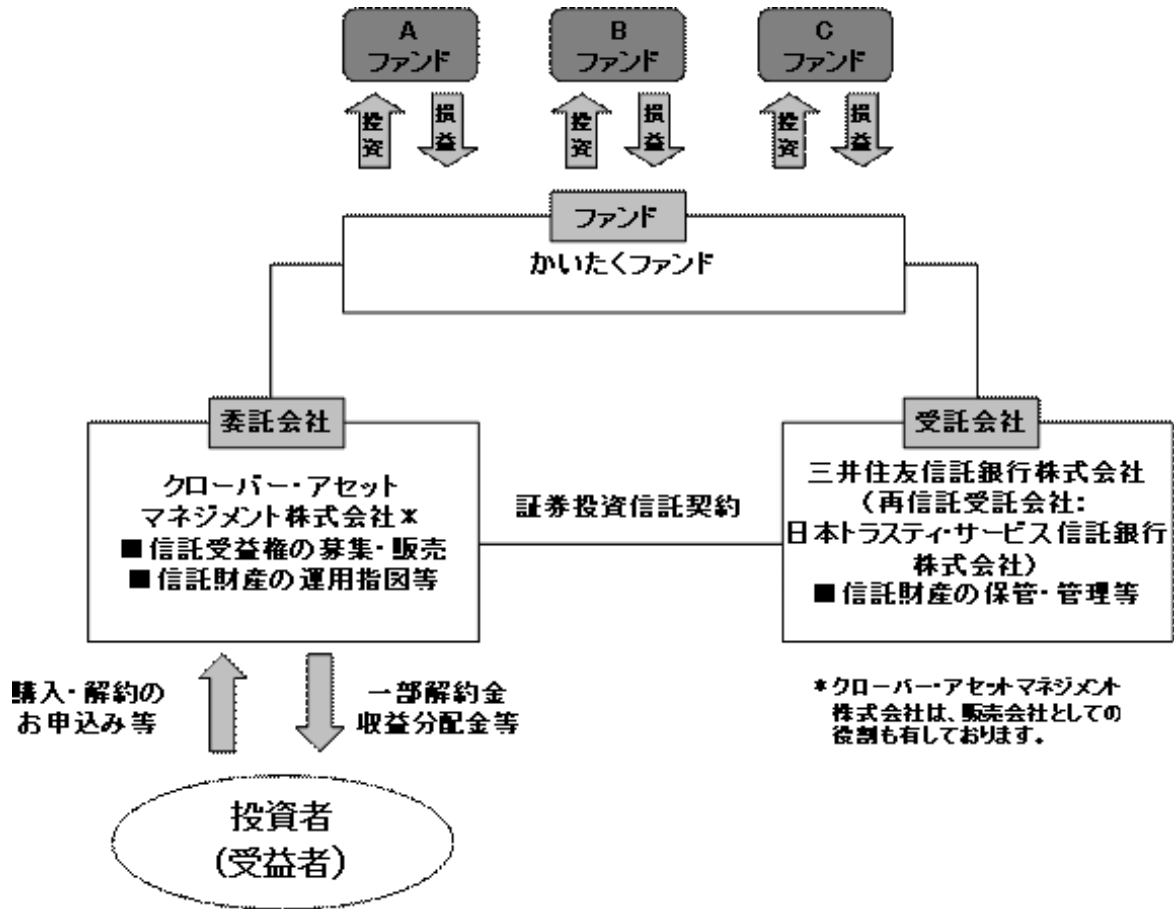 A
ファンド
B
ファンド
C
ファンド
投資
損益
投資
損益
投資
損益
ファンド
かいたくファンド
委託会社
クローバー・アセット
マネジメント株式会社*
■信託受益権の募集・販売
■信託財産の運用指図等
証券投資信託契約
受託会社
三井住友信託銀行株式会社
(再信託受託会社:
日本トラスティ・サービス信託銀行
株式会社)
■信託財産の保管・管理等
購入・解約の
お申込み等
一部解約金
収益分配金等
*クローバー・アセットマネジメント
株式会社は、販売会社としての
役割も有しております。
投資者
(受益者)